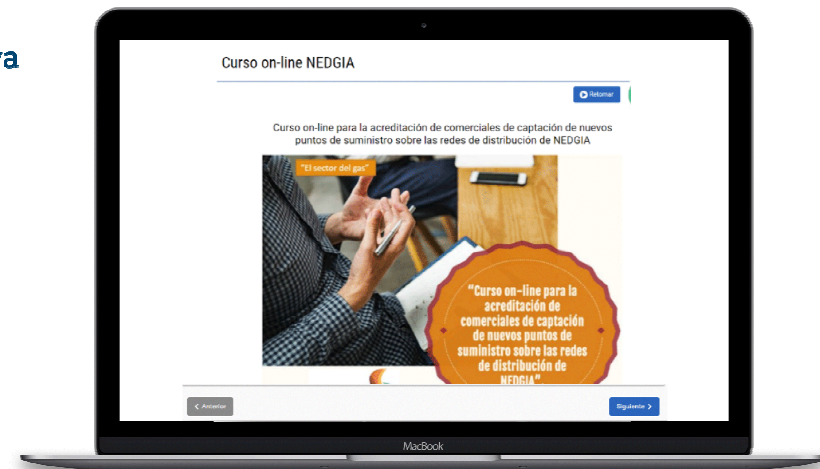 va
Curso on-line NEDGIA
Retomar
Curso on-line para la acreditación de comerciales de captación de nuevos
puntos de suministro sobre las redes de distribución de NEDGIA
"El sector del gas"
"Curso on-line para la
acreditación de
comerciales de captación
de nuevos puntos de
suministro sobre las redes
de distribución de
NEDGIA"
Anterior
Siguiente
MacBook